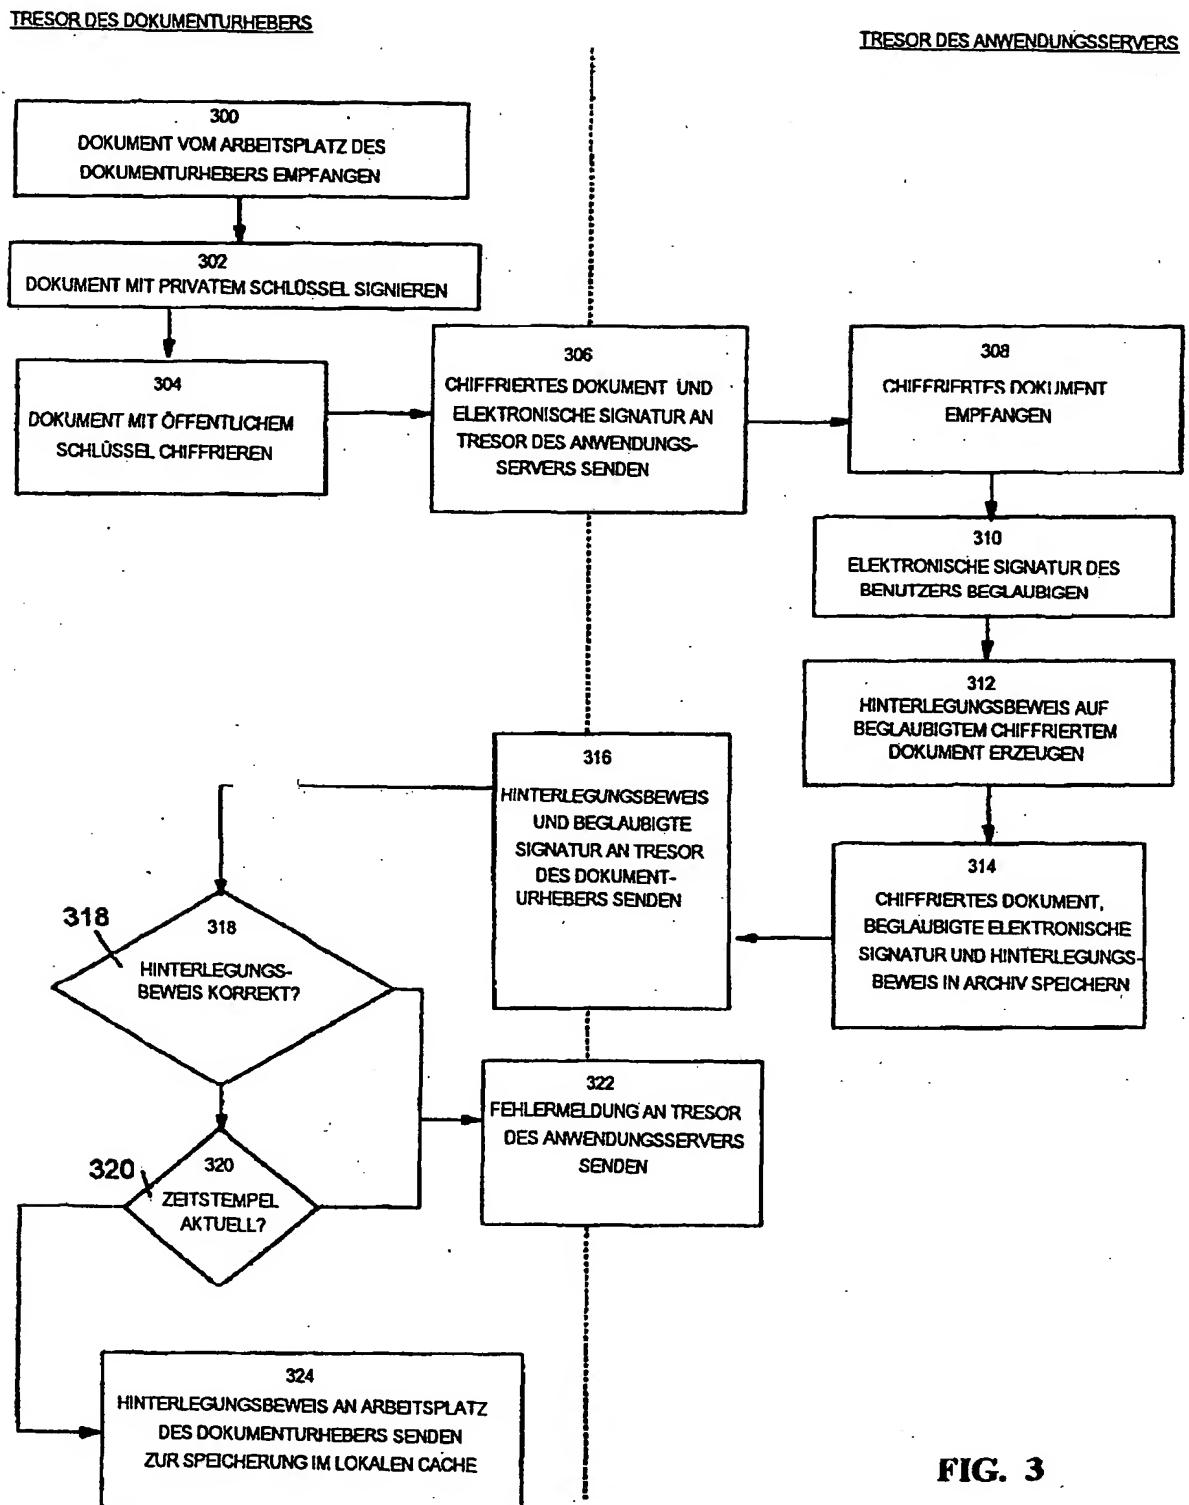 TRESOR DES DOKUMENTURHEBERS
TRESOR DES ANWENDUNGSSERVERS
300
DOKUMENT VOM ARBEITSPLATZ DES
DOKUMENTURHEBERS EMPFANGEN
302
DOKUMENT MIT PRIVATEM SCHLÜSSEL SIGNIEREN
304
DOKUMENT MIT ÖFFENTLICHEM
SCHLÜSSEL CHIFFRIEREN
306
CHIFFRIERTES DOKUMENT UND
ELEKTRONISCHE SIGNATUR AN
TRESOR DES ANWENDUNGS-
SERVERS SENDEN
308
CHIFFRIERTES DOKUMENT
EMPFANGEN
310
ELEKTRONISCHE SIGNATUR DES
BENUTZERS BEGLAUBIGEN
312
HINTERLEGUNGSBEWEIS AUF
BEGLAUBIGTEM CHIFFRIERTEM
DOKUMENT ERZEUGEN
314
CHIFFRIERTES DOKUMENT,
BEGLAUBIGTE ELEKTRONISCHE
SIGNATUR UND HINTERLEGUNGS-
BEWEIS IN ARCHIV SPEICHERN
316
HINTERLEGUNGSBEWEIS
UND BEGLAUBIGTE
SIGNATUR AN TRESOR
DES DOKUMENT-
URHEBERS SENDEN
318
318
HINTERLEGUNGS-
BEWEIS KORREKT?
320
320
ZEITSTEMPEL
AKTUELL?
322
FEHLERMELDUNG AN TRESOR
DES ANWENDUNGSSERVERS
SENDEN
324
HINTERLEGUNGSBEWEIS AN ARBEITSPLATZ
DES DOKUMENTURHEBERS SENDEN
ZUR SPEICHERUNG IM LOKALEN CACHE
FIG. 3